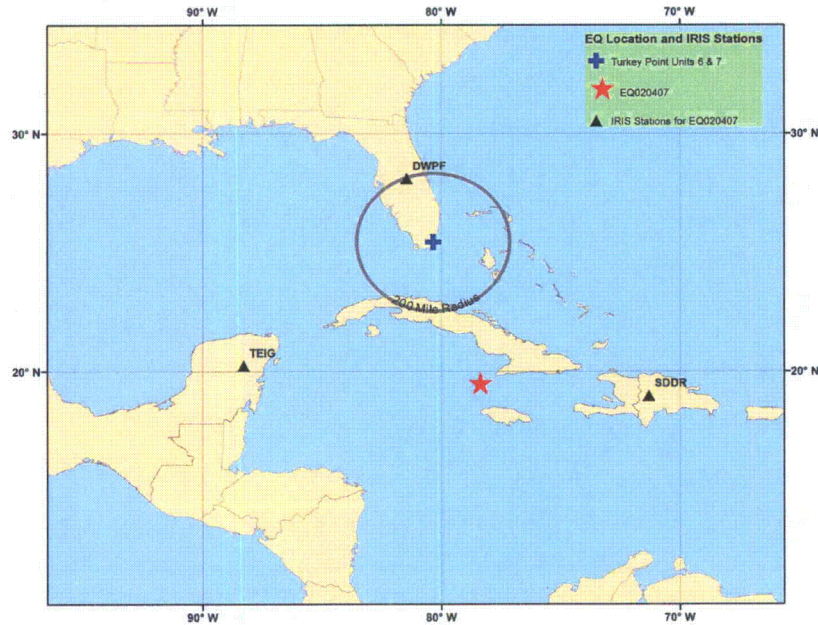 90° W
80° W
70° W
EQ Location and IRIS Stations
Turkey Point Units 6 & 7
EQ020407
IRIS Stations for EQ020407
30° N
30° N
DWPF
200 Mile Radius
TEIG
SDDR
20° N
20° N
90° W
80° W
70° W